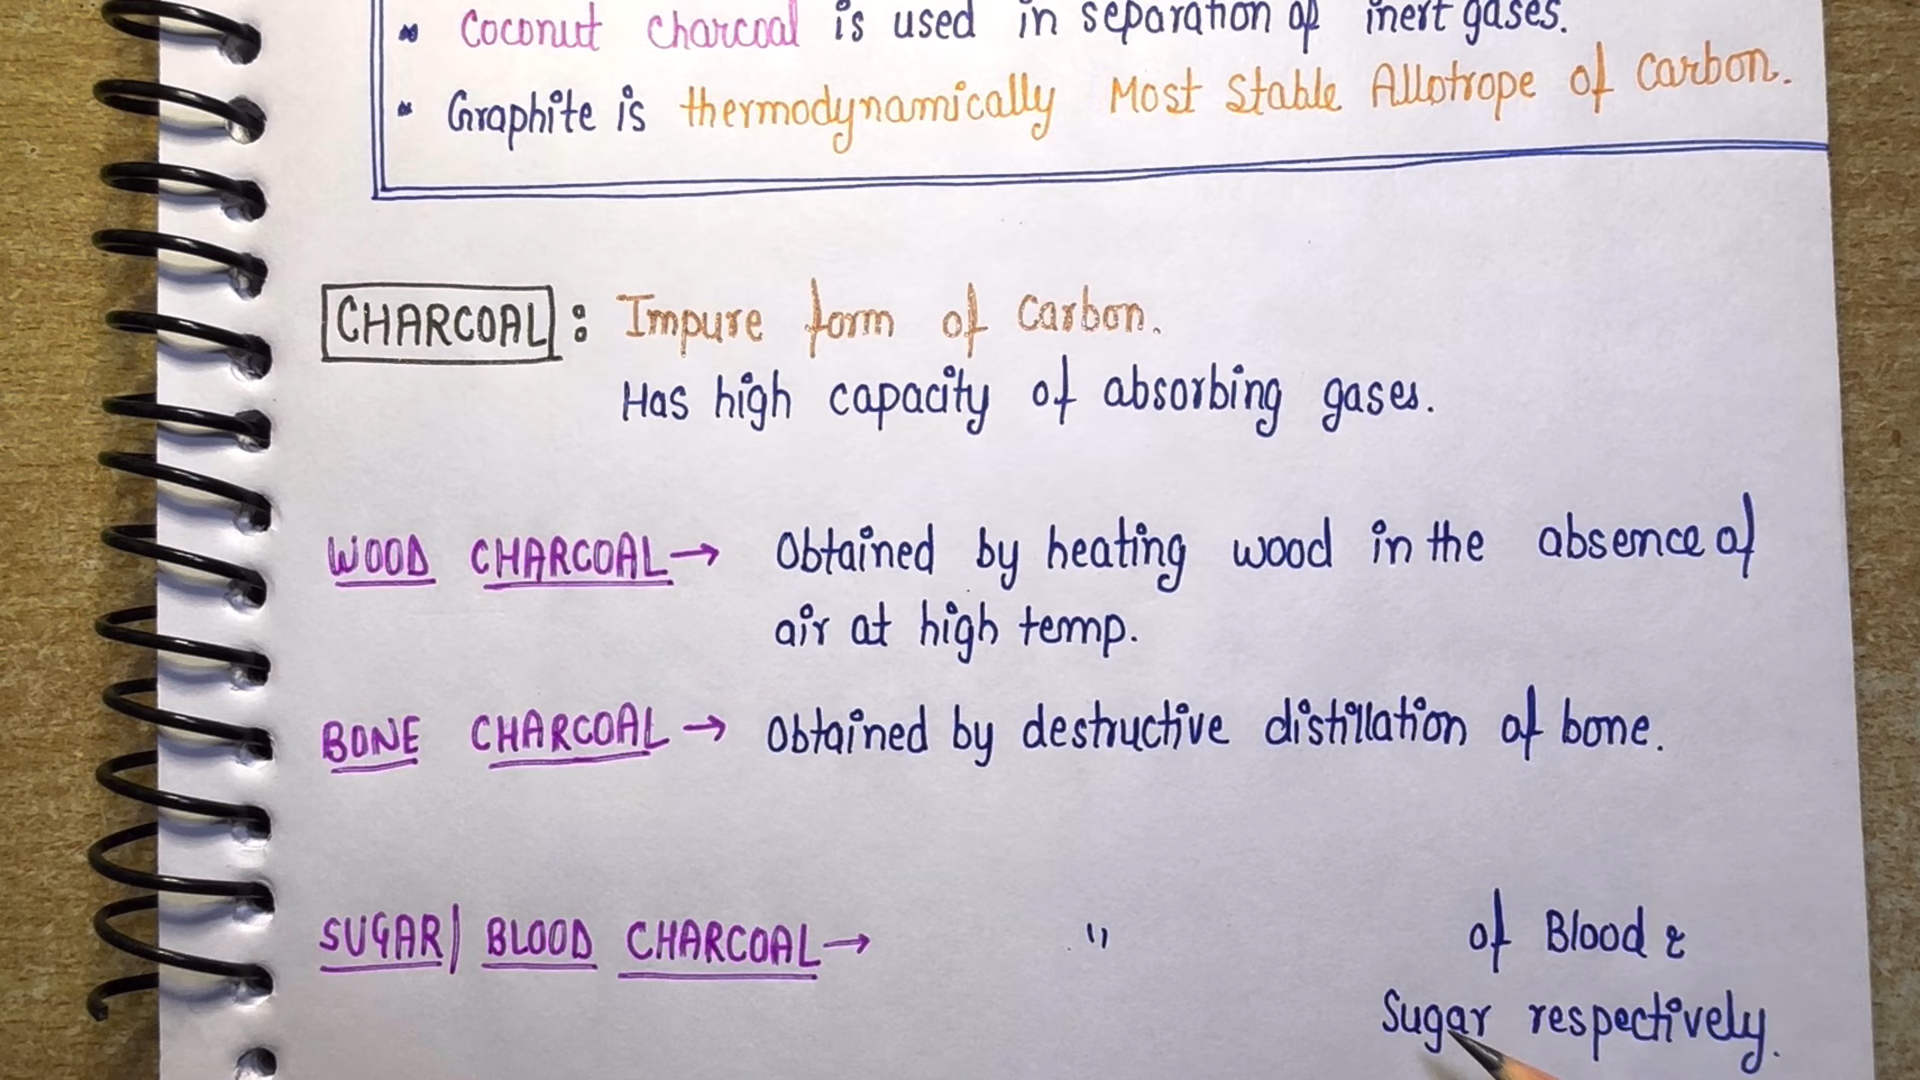 Coconut charcoal is used in separation of inert gases.
Graphite is thermodynamically Most Stable Allotrope of Carbon.
CHARCOAL : Impure form of Carbon.
Has high capacity of absorbing gases.
WOOD CHARCOAL → Obtained by heating wood in the absence of
air at high temp.
BONE CHARCOAL → Obtained by destructive distillation of bone.
SUGAR/ BLOOD CHARCOAL → " of Blood &
Sugar respectively.